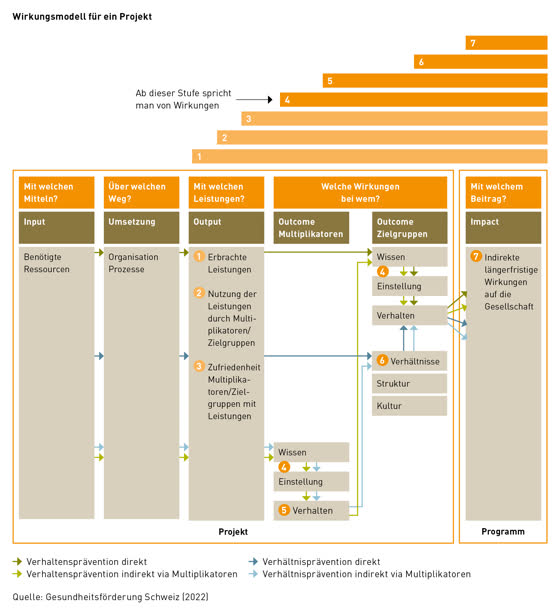 Wirkungsmodell für ein Projekt
7
6
5
Ab dieser Stufe spricht
man von Wirkungen
4
3
2
1
Mit welchen
Mitteln?
Über welchen
Weg?
Mit welchen
Leistungen?
Welche Wirkungen
bei wem?
Mit welchem
Beitrag?
Input
Umsetzung
Output
Outcome
Multiplikatoren
Outcome
Zielgruppen
Impact
Benötigte
Ressourcen
Organisation
Prozesse
1 Erbrachte
Leistungen
2 Nutzung der
Leistungen
durch Multi-
plikatoren/
Zielgruppen
3 Zufriedenheit
Multiplika-
toren/Ziel-
gruppen mit
Leistungen
Wissen
4
Einstellung
5 Verhalten
Wissen
4
Einstellung
Verhalten
6 Verhältnisse
Struktur
Kultur
7 Indirekte
längerfristige
Wirkungen
auf die
Gesellschaft
Projekt
Programm
Verhaltensprävention direkt
Verhaltensprävention indirekt via Multiplikatoren
Verhältnisprävention direkt
Verhältnisprävention indirekt via Multiplikatoren
Quelle: Gesundheitsförderung Schweiz (2022)